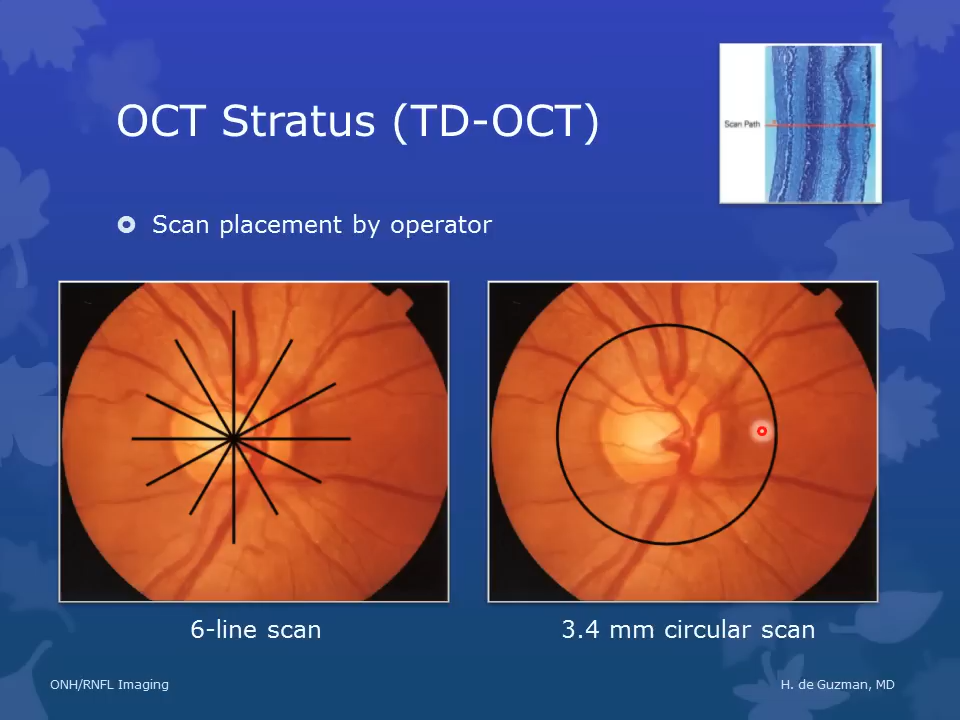 OCT Stratus (TD-OCT)
Scan Path
Scan placement by operator
6-line scan
3.4 mm circular scan
ONH/RNFL Imaging
H. de Guzman, MD